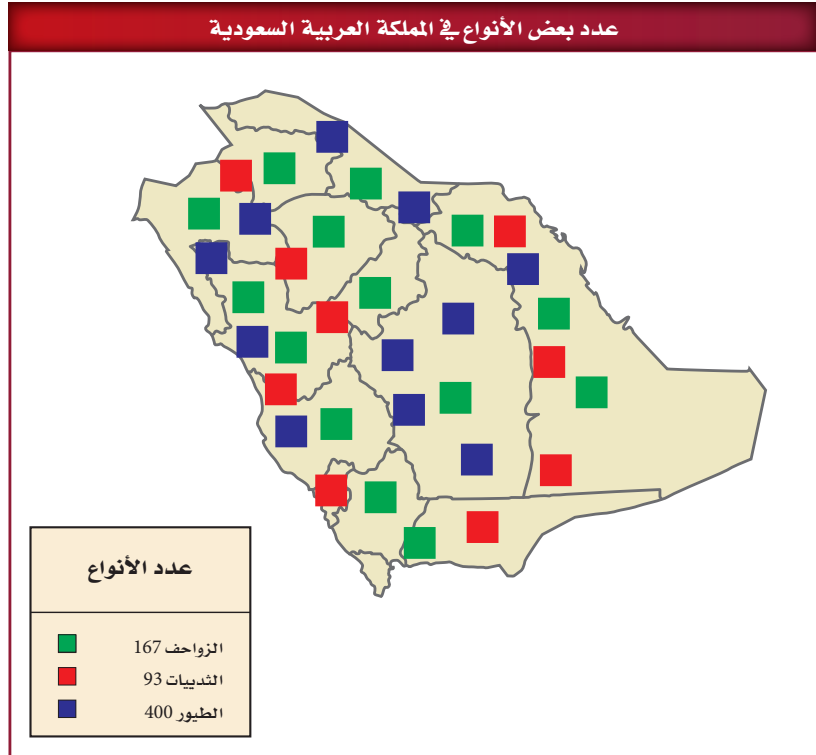 عدد بعض الأنواع في المملكة العربية السعودية
عدد الأنواع
الزواحف 167
الثدييات 93
الطيور 400